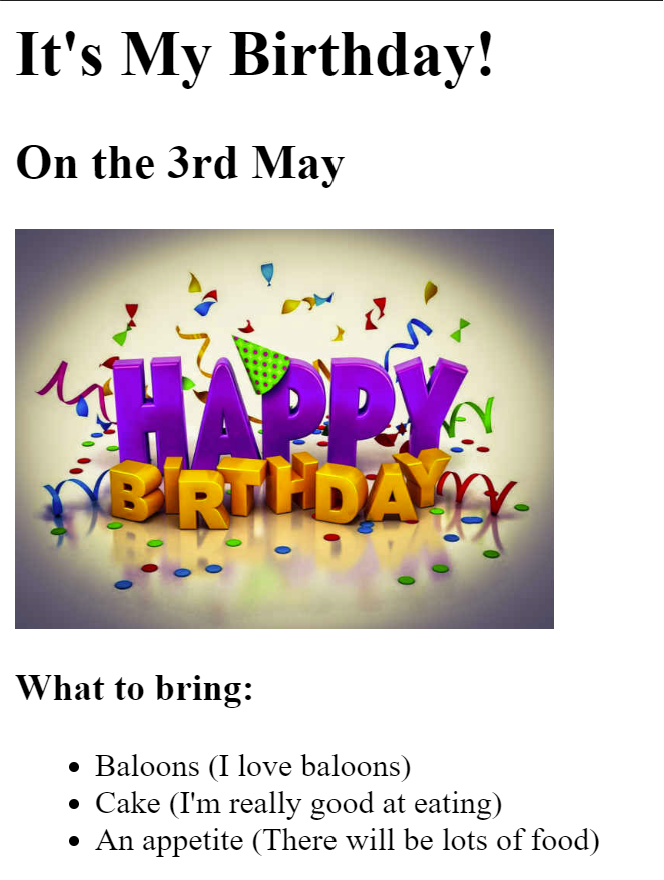 It's My Birthday!
On the 3rd May
HAPPY
BIRTHDAY
What to bring:
Baloons (I love baloons)
Cake (I'm really good at eating)
An appetite (There will be lots of food)